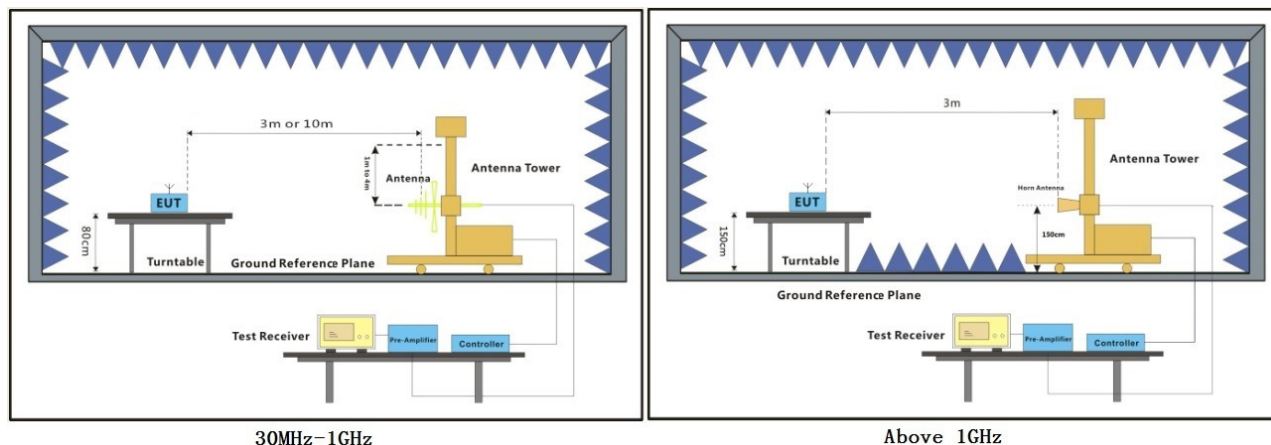 3m or 10m
1m to 4m
Antenna
Antenna Tower
EUT
80cm
Turntable
Ground Reference Plane
Test Receiver
Pre-Amplifier
Controller
30MHz-1GHz
3m
Antenna Tower
Horn Antenna
EUT
150cm
150cm
Turntable
Ground Reference Plane
Test Receiver
Pre-Amplifier
Controller
Above 1GHz